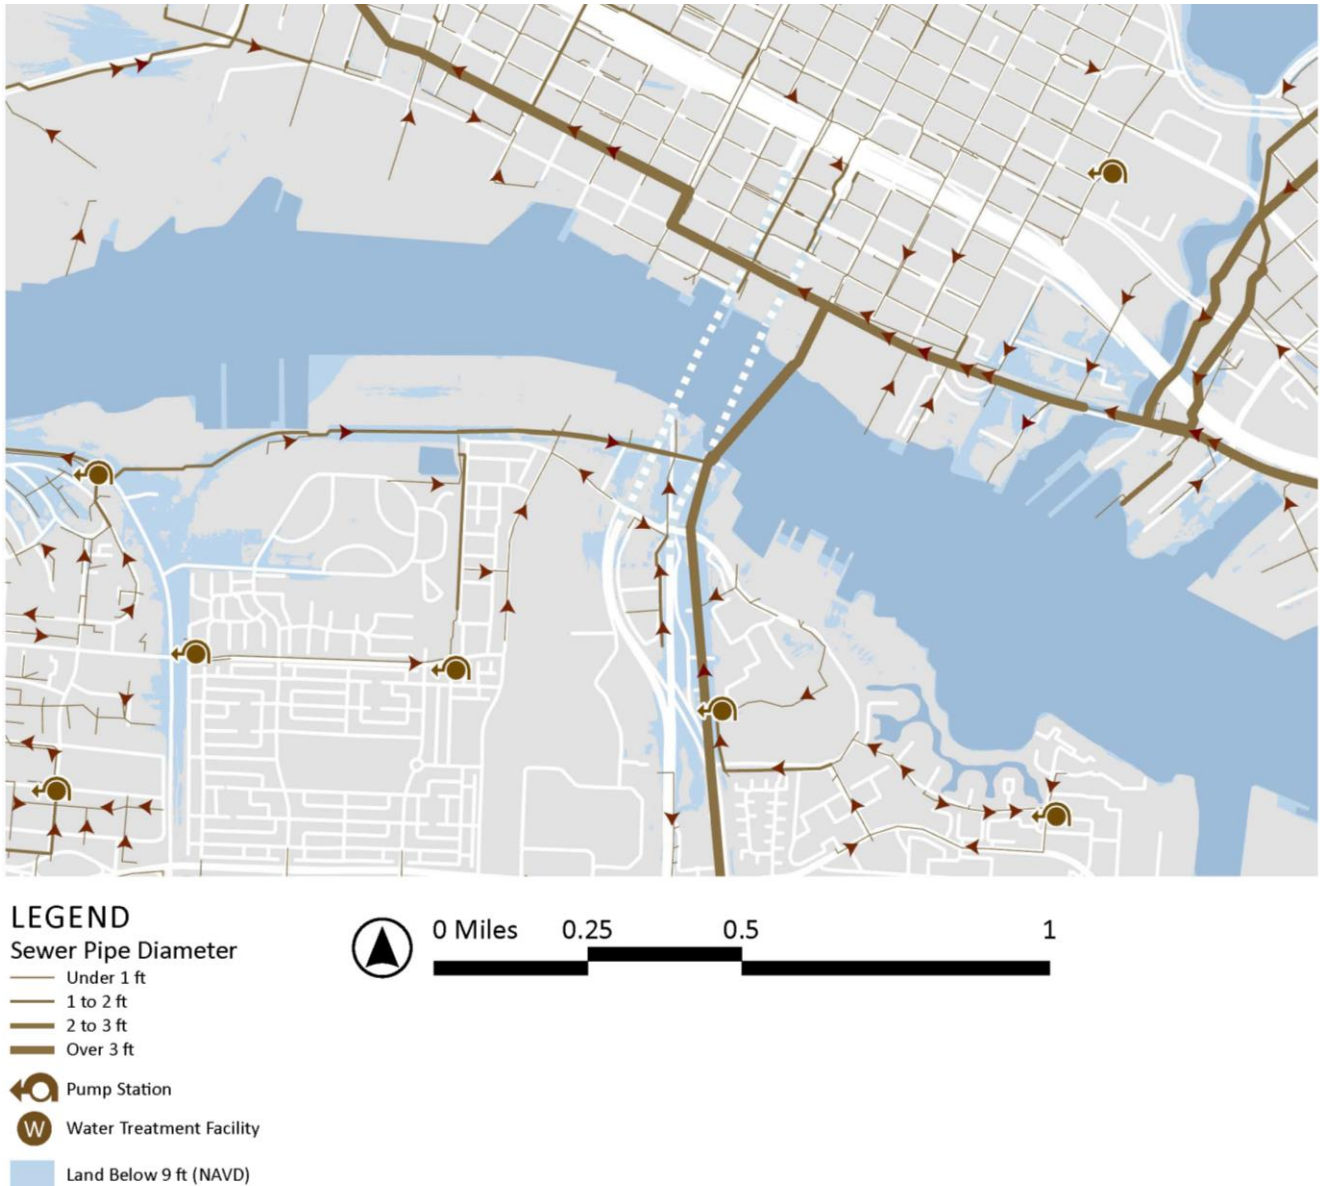 LEGEND
Sewer Pipe Diameter
Under 1 ft
1 to 2 ft
2 to 3 ft
Over 3 ft
Pump Station
W Water Treatment Facility
Land Below 9 ft (NAVD)
0 Miles 0.25 0.5 1